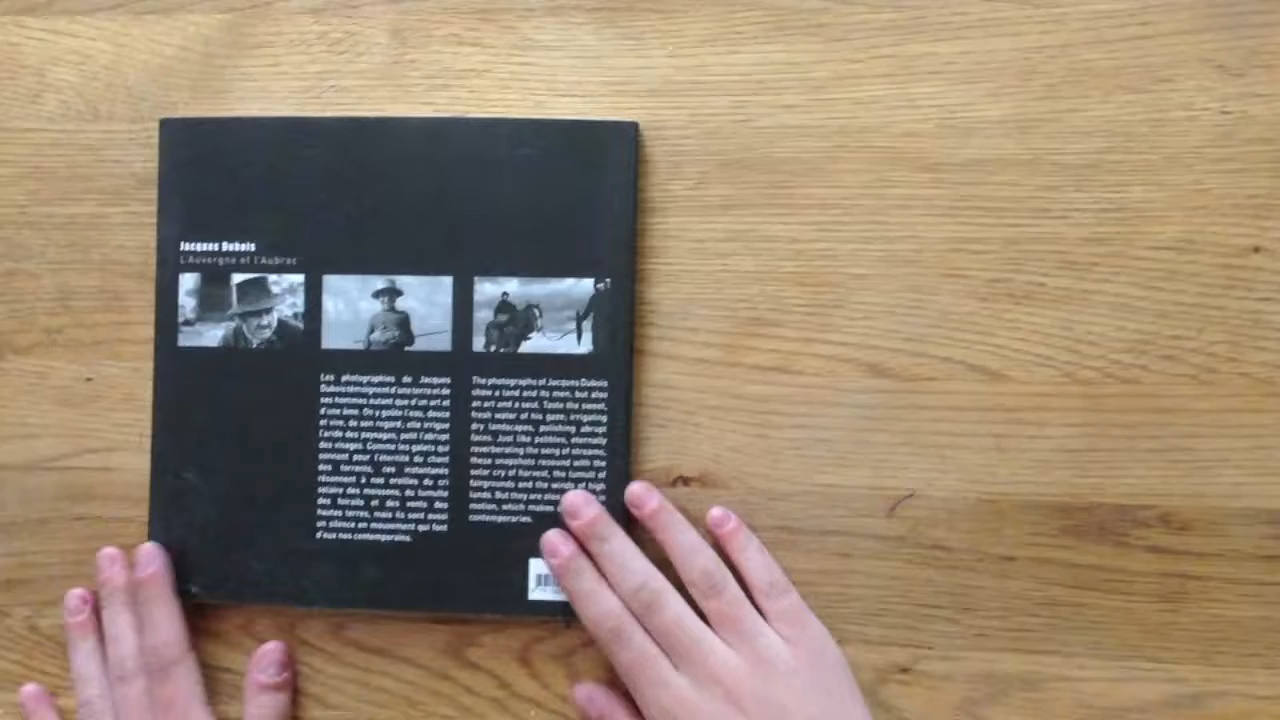 Jacques Dubois
L'Auvergne et l'Aubrac
Les photographies de Jacques
Dubois témoignent d'une terre et de
ses hommes autant que d'un art et
d'une âme. On y goûte l'eau, douce
et vive, de son regard ; elle irrigue
l'aride des paysages, polit l'abrupt
des visages. Comme les galets qui
sonnent pour l'éternité du chant
des torrents, ces instantanés
résonnent à nos oreilles du cri
solaire des moissons, du tumulte
des foirails et des vents des
hautes terres, mais ils sont aussi
un silence en mouvement qui font
d'eux nos contemporains.
The photographs of Jacques Dubois
show a land and its men, but also
an art and a soul. Taste the sweet,
fresh water of his gaze; irrigating
dry landscapes, polishing abrupt
faces. Just like pebbles, eternally
reverberating the song of streams,
these snapshots resound with the
solar cry of harvest, the tumult of
fairgrounds and the winds of high
lands. But they are also in
motion, which makes
contemporaries.